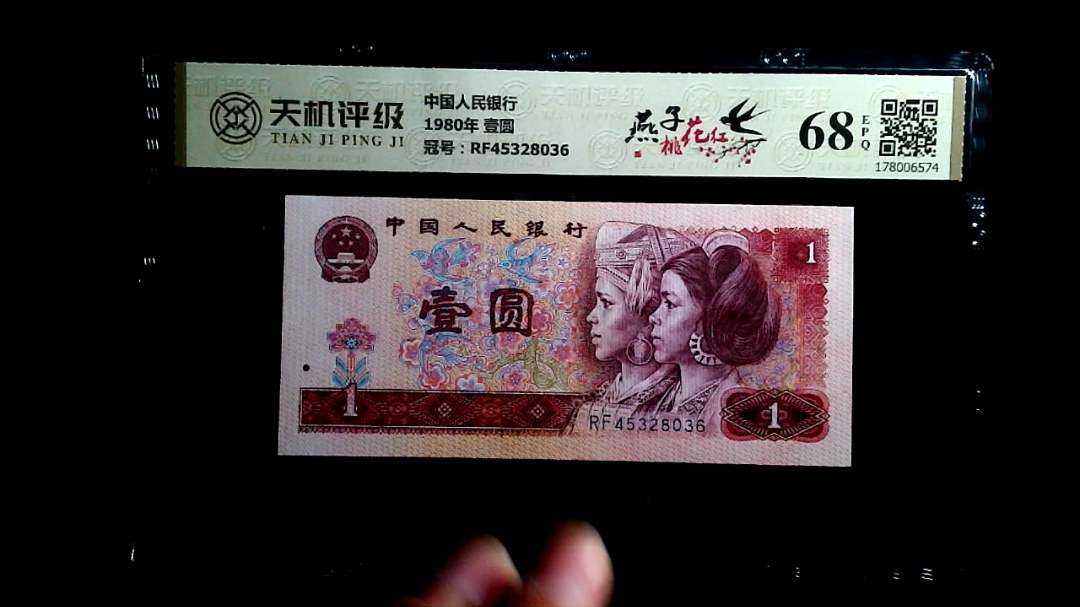 天机评级
TIAN JI PING JI
中国人民银行
1980年 壹圆
冠号：RF45328036
燕子
桃花红
68
EPQ
178006574
中国人民银行
1
壹圆
1
RF45328036
1